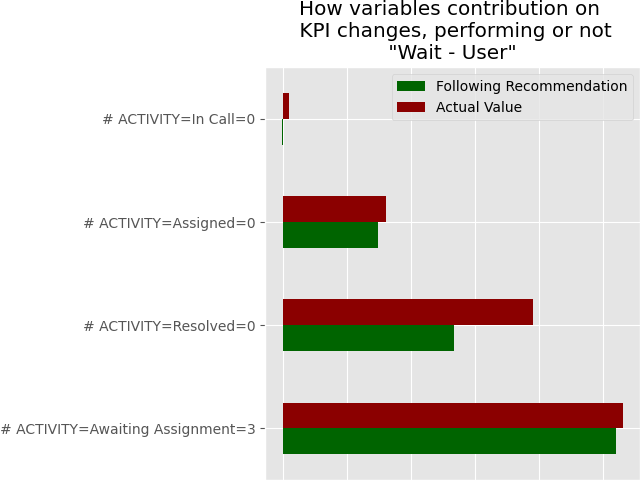 How variables contribution on
KPI changes, performing or not
"Wait - User"
Following Recommendation
Actual Value
# ACTIVITY=In Call=0
# ACTIVITY=Assigned=0
# ACTIVITY=Resolved=0
# ACTIVITY=Awaiting Assignment=3